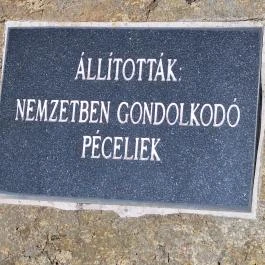 ÁLLÍTOTTÁK:
NEMZETBEN GONDOLKODÓ
PÉCELIEK